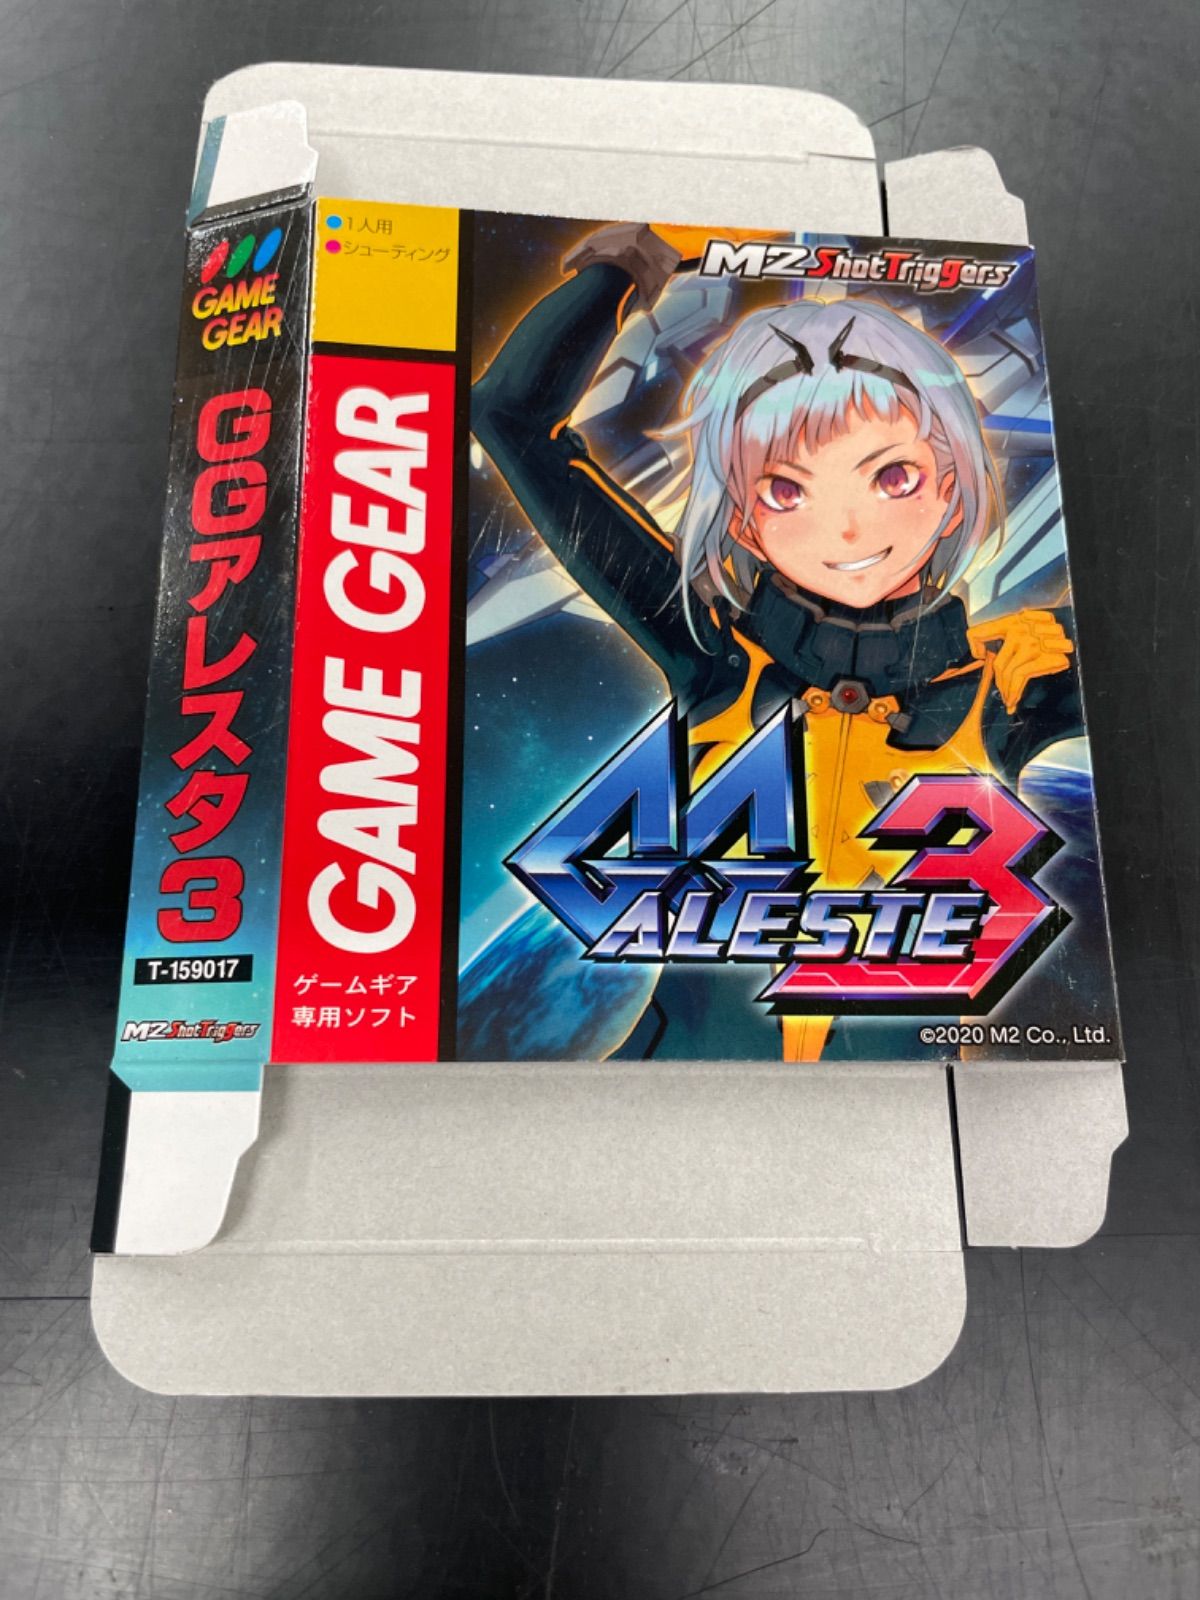 GAME
GEAR
GGアレスタ3
T-159017
M2 ShotTriggers
1人用
シューティング
GAME GEAR
ゲームギア
専用ソフト
M2 ShotTriggers
GG
ALESTE 3
©2020 M2 Co., Ltd.